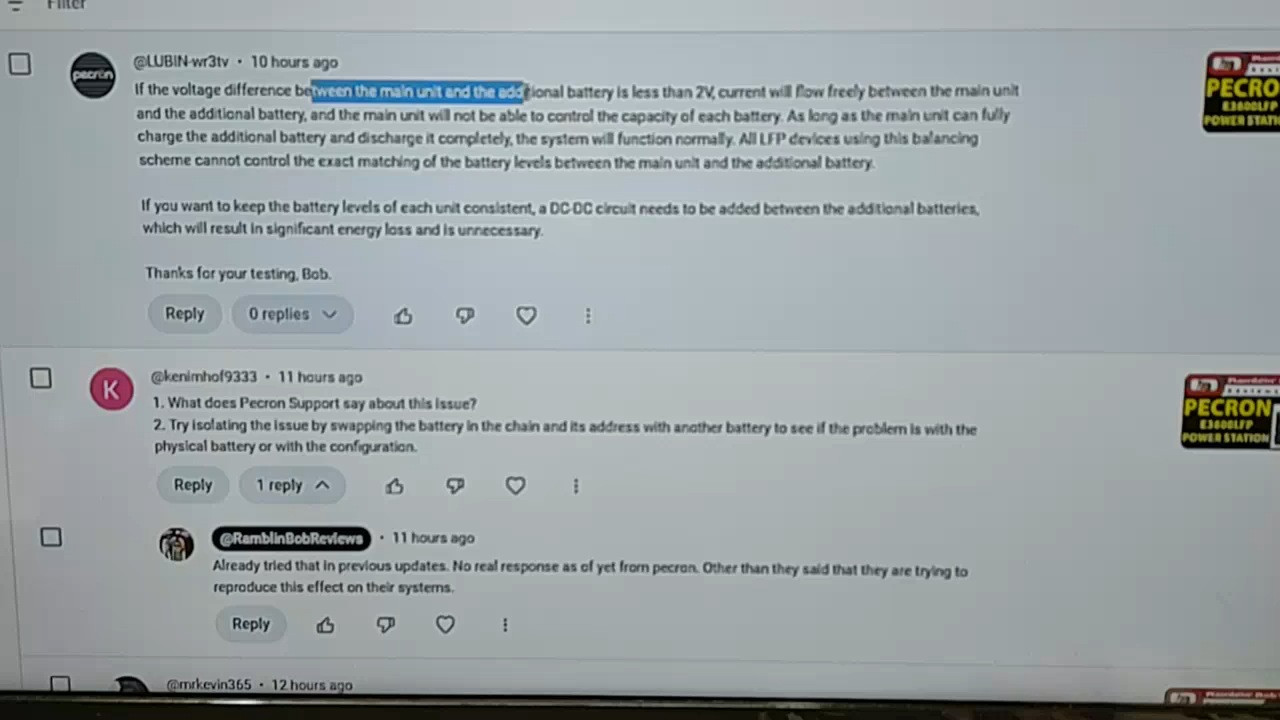 Filter
@LUBIN-wr3tv • 10 hours ago
pecron
If the voltage difference between the main unit and the additional battery is less than 2V, current will flow freely between the main unit
and the additional battery, and the main unit will not be able to control the capacity of each battery. As long as the main unit can fully
charge the additional battery and discharge it completely, the system will function normally. All LFP devices using this balancing
scheme cannot control the exact matching of the battery levels between the main unit and the additional battery.
If you want to keep the battery levels of each unit consistent, a DC-DC circuit needs to be added between the additional batteries,
which will result in significant energy loss and is unnecessary.
Thanks for your testing, Bob.
Reply 0 replies
PECRON
E3600LFP
POWER STATI
@kenimhof9333 • 11 hours ago
K
1. What does Pecron Support say about this issue?
2. Try isolating the issue by swapping the battery in the chain and its address with another battery to see if the problem is with the
physical battery or with the configuration.
Reply 1 reply
PECRON
E3600LFP
POWER STATION
@RamblinBobReviews • 11 hours ago
Already tried that in previous updates. No real response as of yet from pecron. Other than they said that they are trying to
reproduce this effect on their systems.
Reply
@mrkevin365 • 12 hours ago